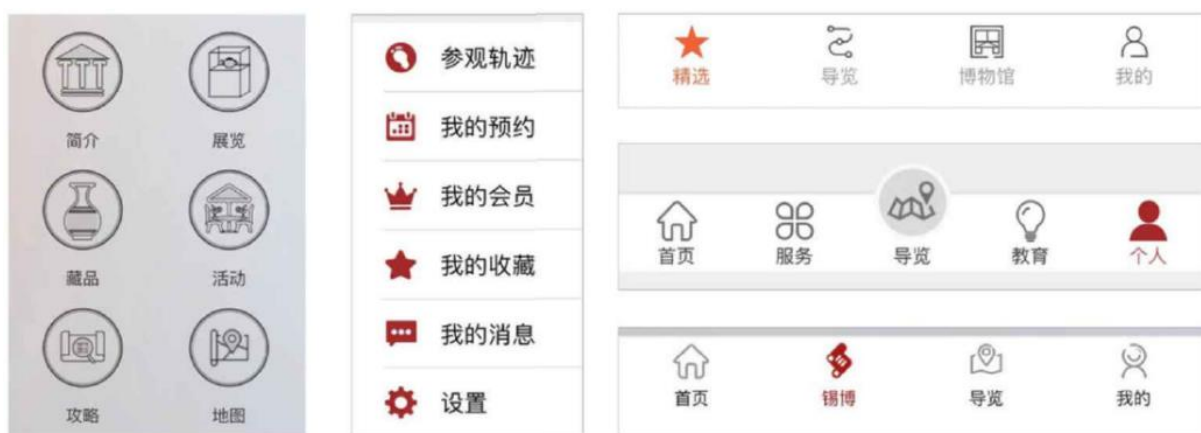 简介 展览
藏品 活动
攻略 地图
参观轨迹
我的预约
我的会员
我的收藏
我的消息
设置
精选 导览 博物馆 我的
首页 服务 导览 教育 个人
首页 锡博 导览 我的